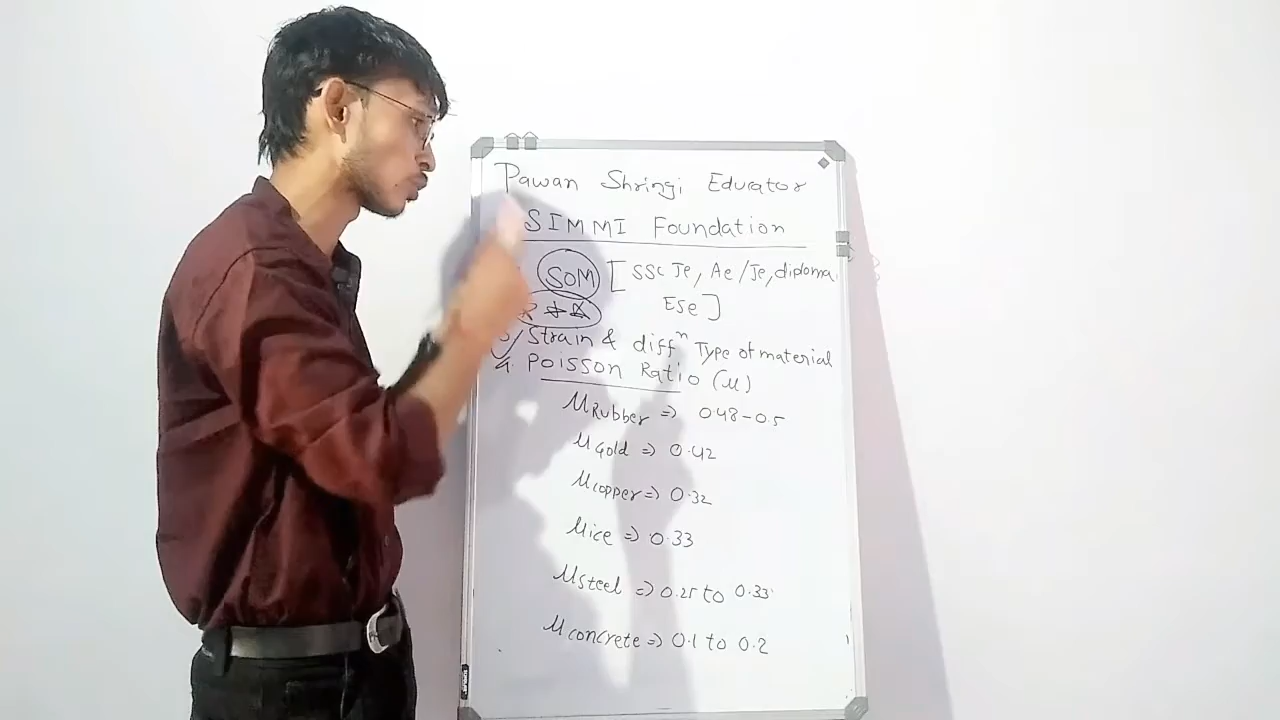 Pawan Shringi Educator
SIMMI Foundation
SOM [SSC Je, Ae/Je, diploma,
Ese]
Strain & diffⁿ Type of material
4. Poisson Ratio (μ)
μRubber => 0.48-0.5
μGold => 0.42
μcopper => 0.32
μice => 0.33
μsteel => 0.25 to 0.33
μconcrete => 0.1 to 0.2